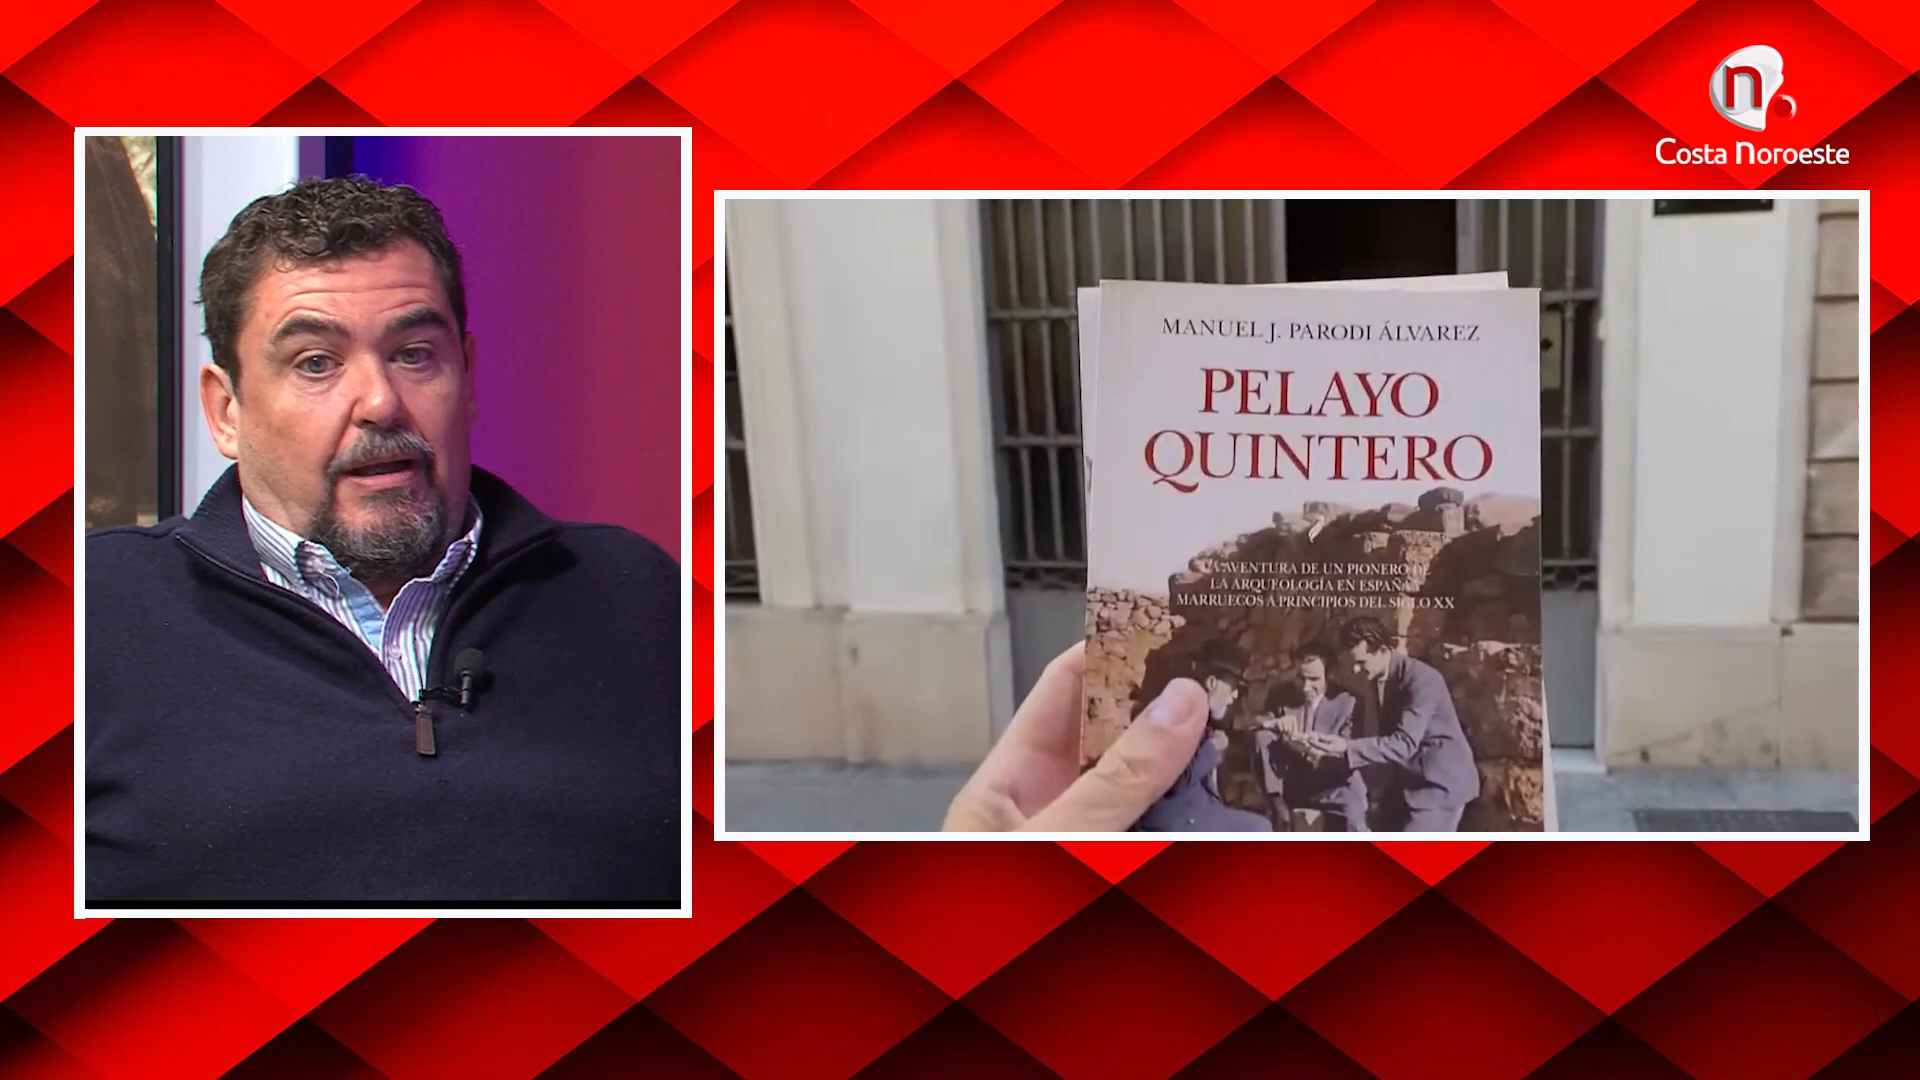 n.
Costa Noroeste
MANUEL J. PARODI ÁLVAREZ
PELAYO
QUINTERO
LA AVENTURA DE UN PIONERO DE
LA ARQUEOLOGÍA EN ESPAÑA Y
MARRUECOS A PRINCIPIOS DEL SIGLO XX